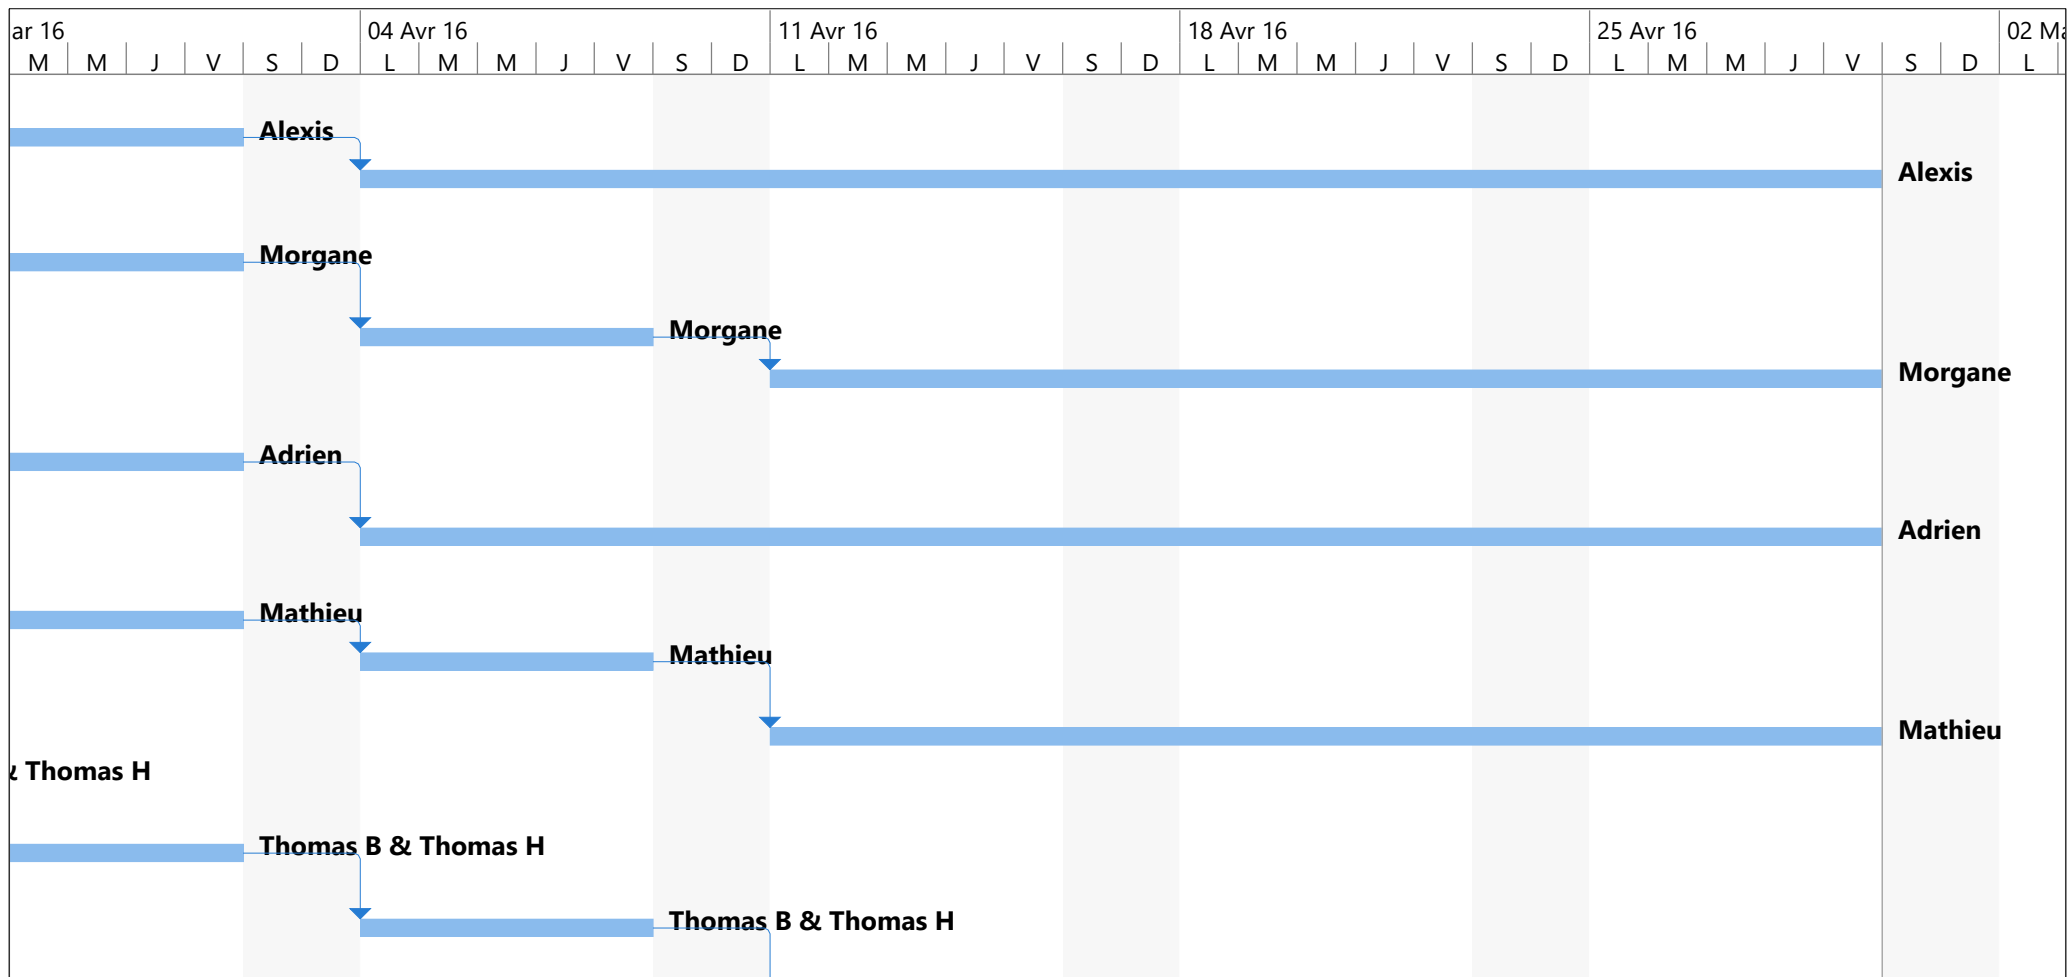 ar 16 04 Avr 16 11 Avr 16 18 Avr 16 25 Avr 16 02
M M J V S D L M M J V S D L M M J V S D L M M J V S D L M M J V S D L
Alexis
Alexis
Morgane
Morgane
Morgane
Adrien
Adrien
Mathieu
Mathieu
Mathieu
& Thomas H
Thomas B & Thomas H
Thomas B & Thomas H